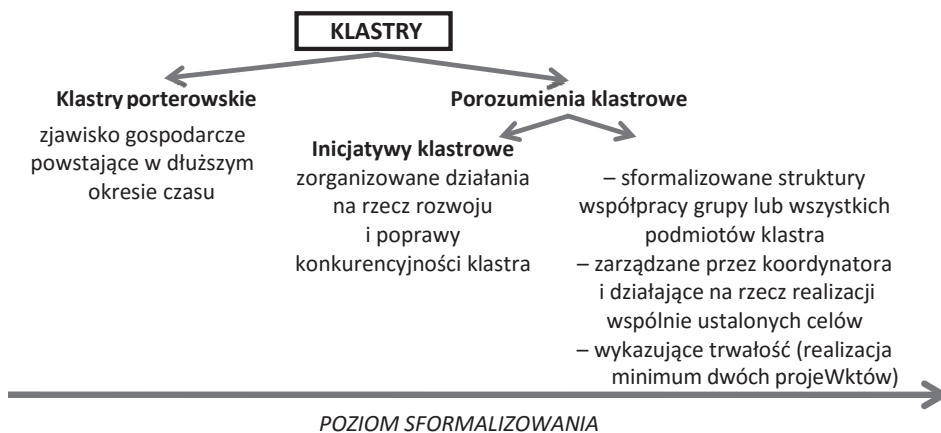 KLASTRY
Klastry porterowskie
zjawisko gospodarcze
powstające w dłuższym
okresie czasu
Porozumienia klastrowe
Inicjatywy klastrowe
zorganizowane działania
na rzecz rozwoju
i poprawy
konkurencyjności klastra
– sformalizowane struktury
współpracy grupy lub wszystkich
podmiotów klastra
– zarządzane przez koordynatora
i działające na rzecz realizacji
wspólnie ustalonych celów
– wykazujące trwałość (realizacja
minimum dwóch projeWktów)
POZIOM SFORMALIZOWANIA